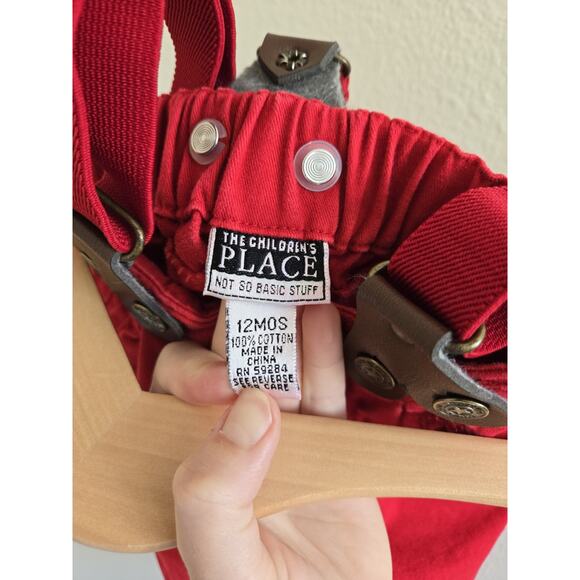 THE CHILDREN'S
PLACE
NOT SO BASIC STUFF
12MOS
100% COTTON
MADE IN
CHINA
RN 59284
SEE REVERSE
FOR CARE